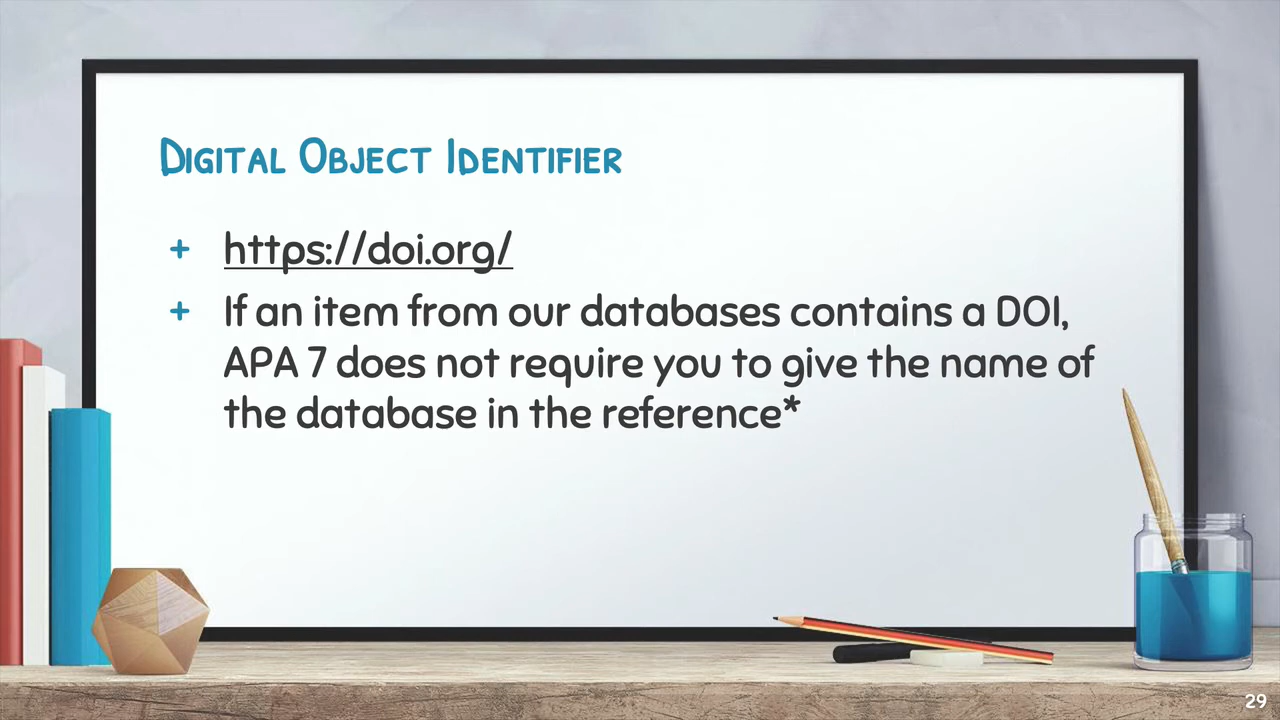 Digital Object Identifier
+ https://doi.org/
+ If an item from our databases contains a DOI,
APA 7 does not require you to give the name of
the database in the reference*
29